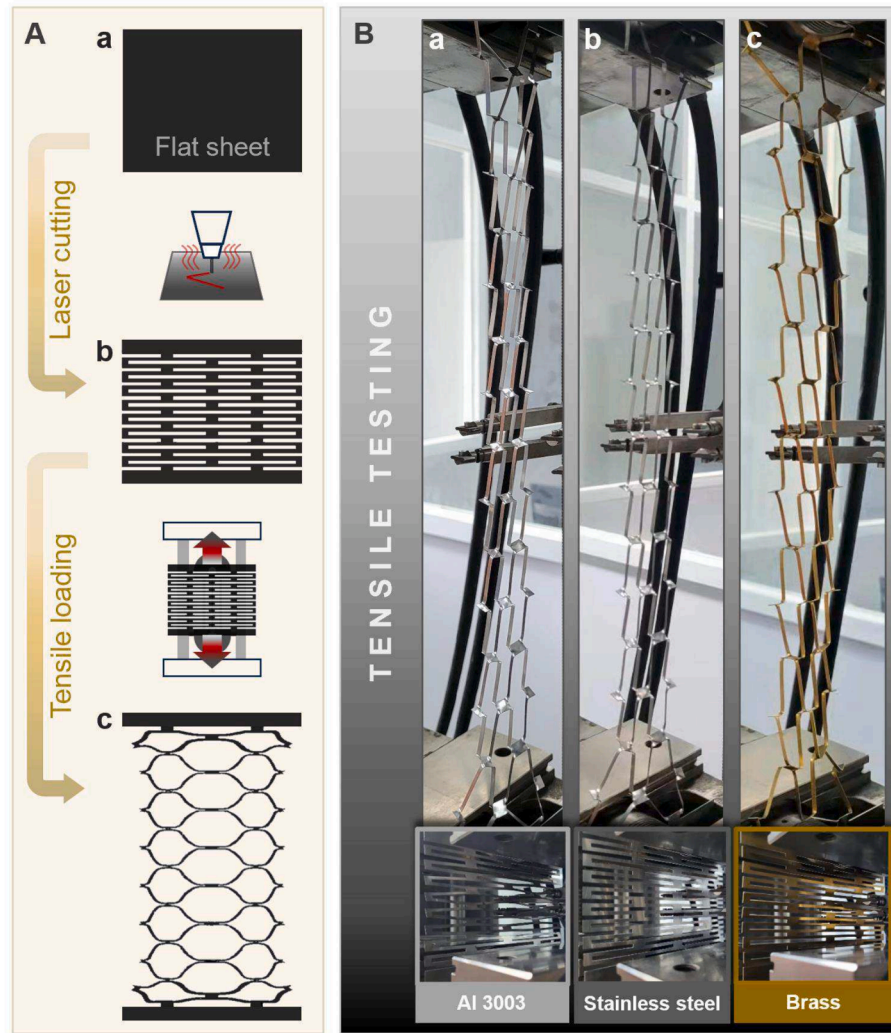 A
a
Flat sheet
Laser cutting
b
Tensile loading
c
B
TENSILE TESTING
a
b
c
Al 3003
Stainless steel
Brass